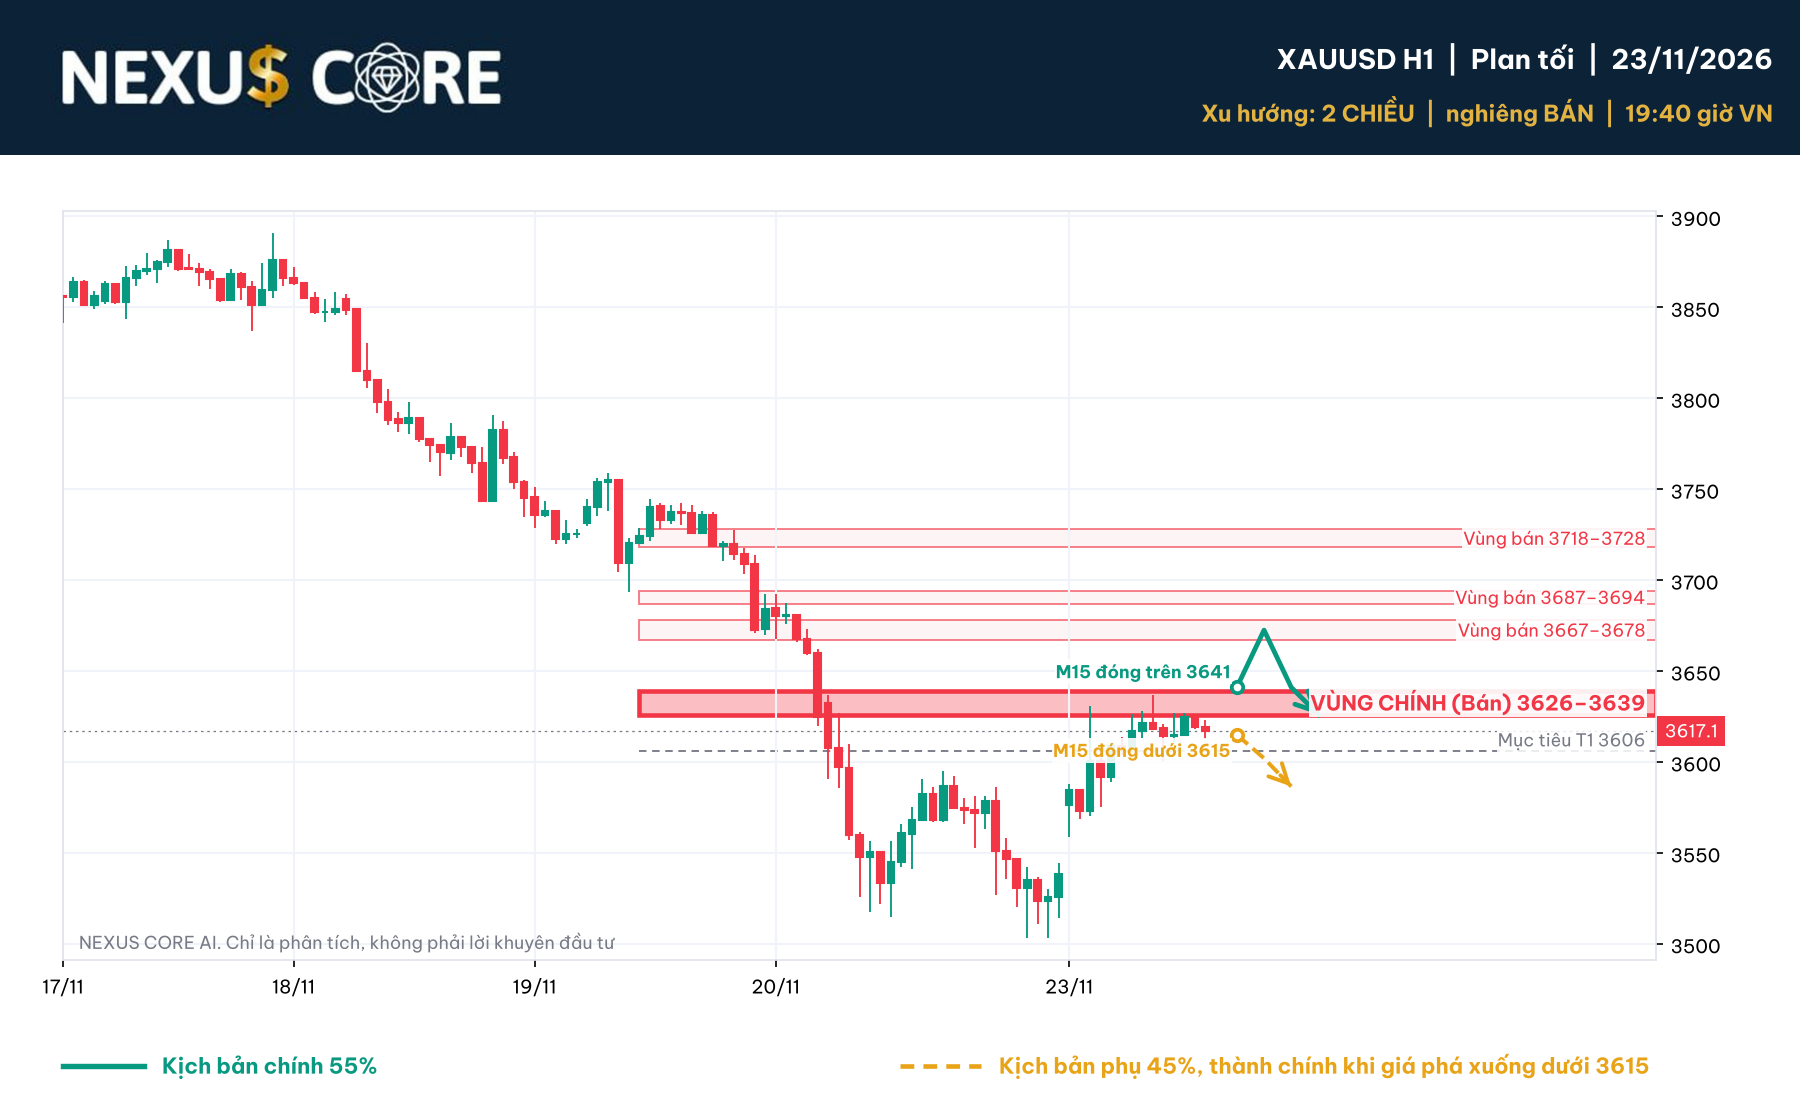 NEXU$ CORE
XAUUSD H1 | Plan tối | 23/11/2026
Xu hướng: 2 CHIỀU | nghiêng BÁN | 19:40 giờ VN
3900
3850
3800
3750
Vùng bán 3718–3728
3700
Vùng bán 3687–3694
Vùng bán 3667–3678
M15 đóng trên 3641
3650
VÙNG CHÍNH (Bán) 3626–3639
3617.1
Mục tiêu T1 3606
M15 đóng dưới 3615
3600
3550
NEXUS CORE AI. Chỉ là phân tích, không phải lời khuyên đầu tư
3500
17/11 18/11 19/11 20/11 23/11
Kịch bản chính 55%
Kịch bản phụ 45%, thành chính khi giá phá xuống dưới 3615